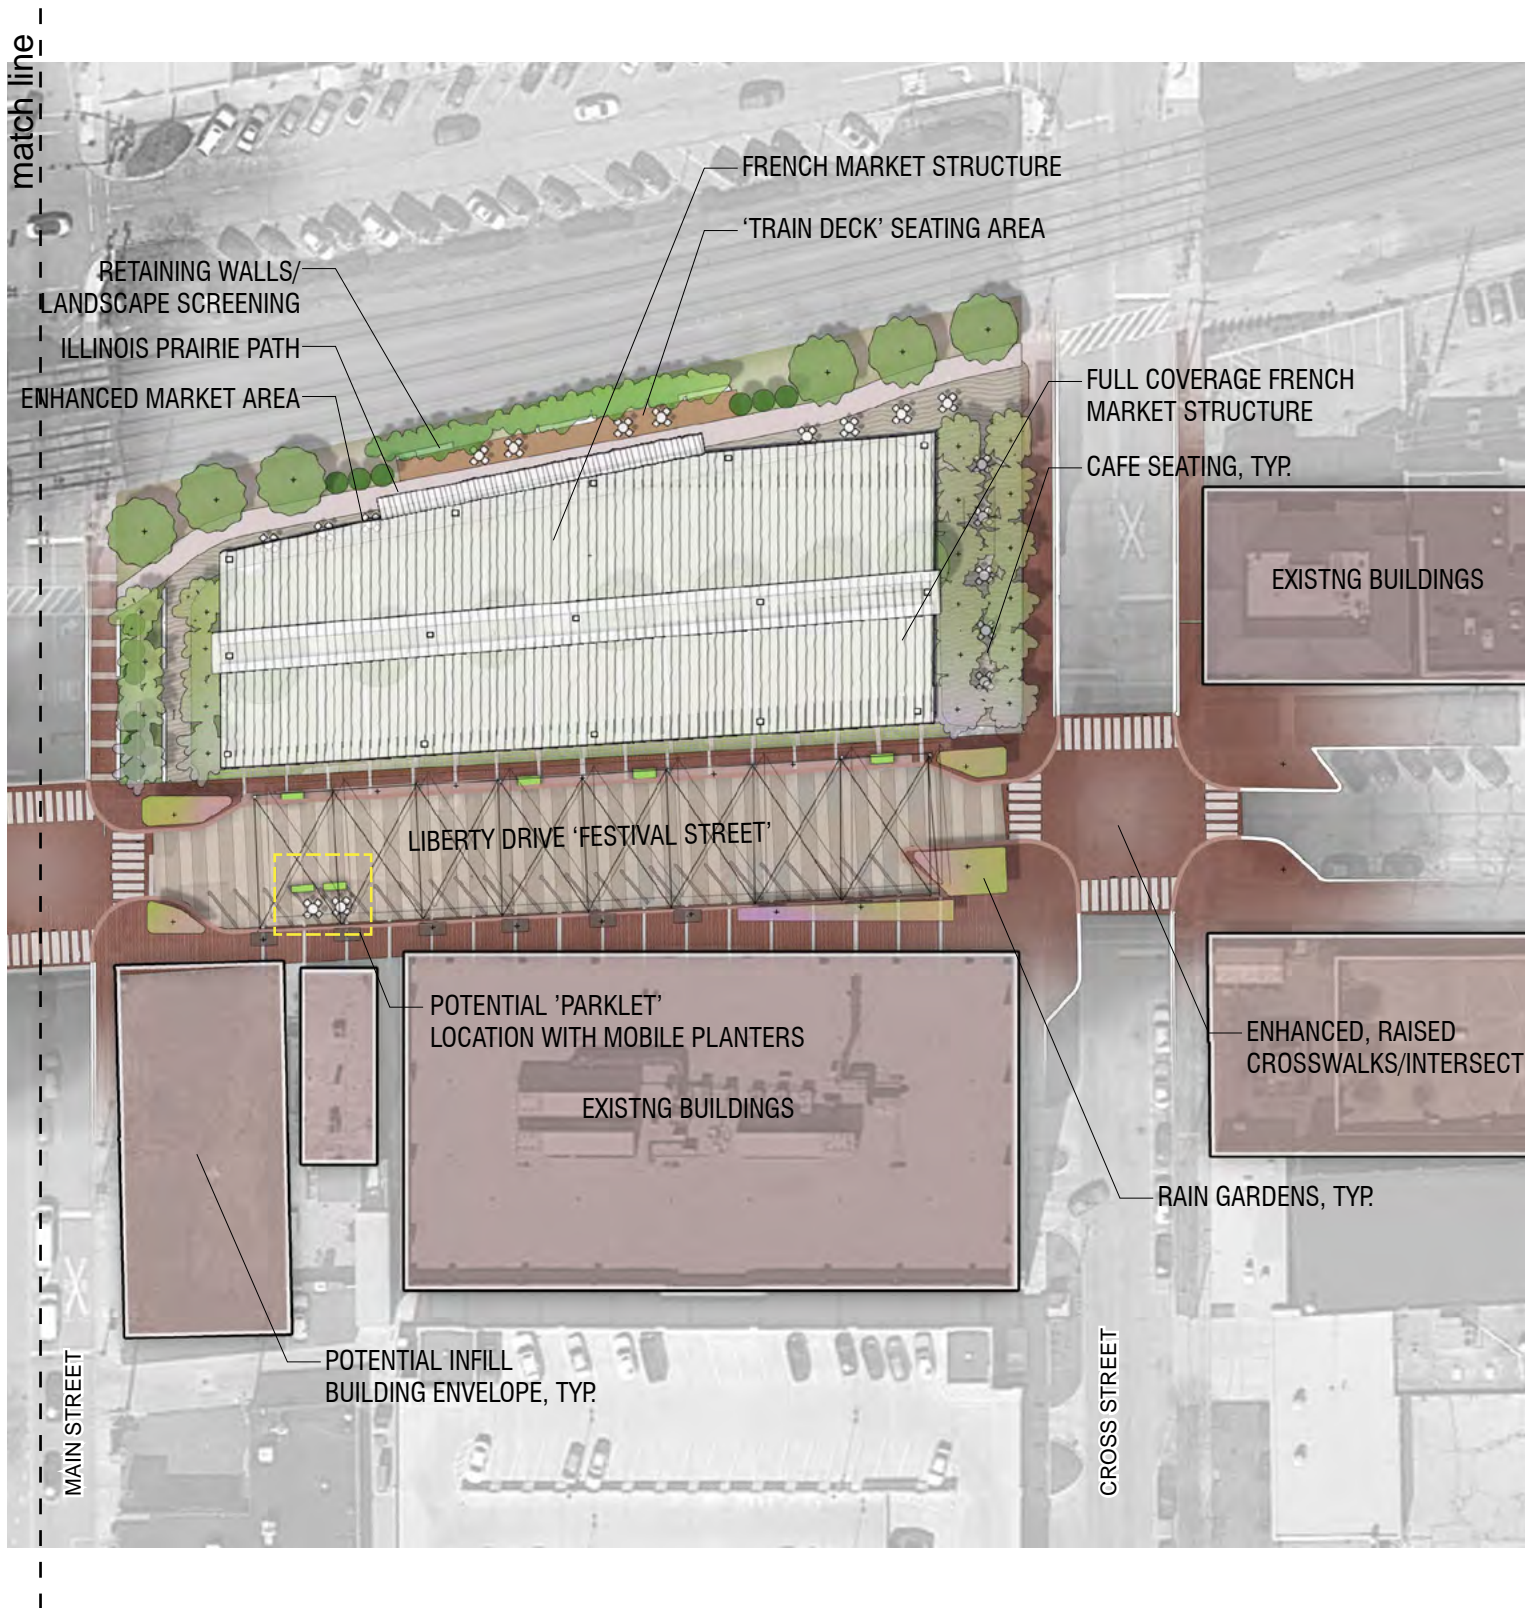 match line
FRENCH MARKET STRUCTURE
‘TRAIN DECK’ SEATING AREA
RETAINING WALLS/
LANDSCAPE SCREENING
ILLINOIS PRAIRIE PATH
ENHANCED MARKET AREA
FULL COVERAGE FRENCH
MARKET STRUCTURE
CAFE SEATING, TYP.
EXISTNG BUILDINGS
LIBERTY DRIVE ‘FESTIVAL STREET’
POTENTIAL ’PARKLET’
LOCATION WITH MOBILE PLANTERS
ENHANCED, RAISED
CROSSWALKS/INTERSECT
EXISTNG BUILDINGS
RAIN GARDENS, TYP.
POTENTIAL INFILL
BUILDING ENVELOPE, TYP.
MAIN STREET
CROSS STREET